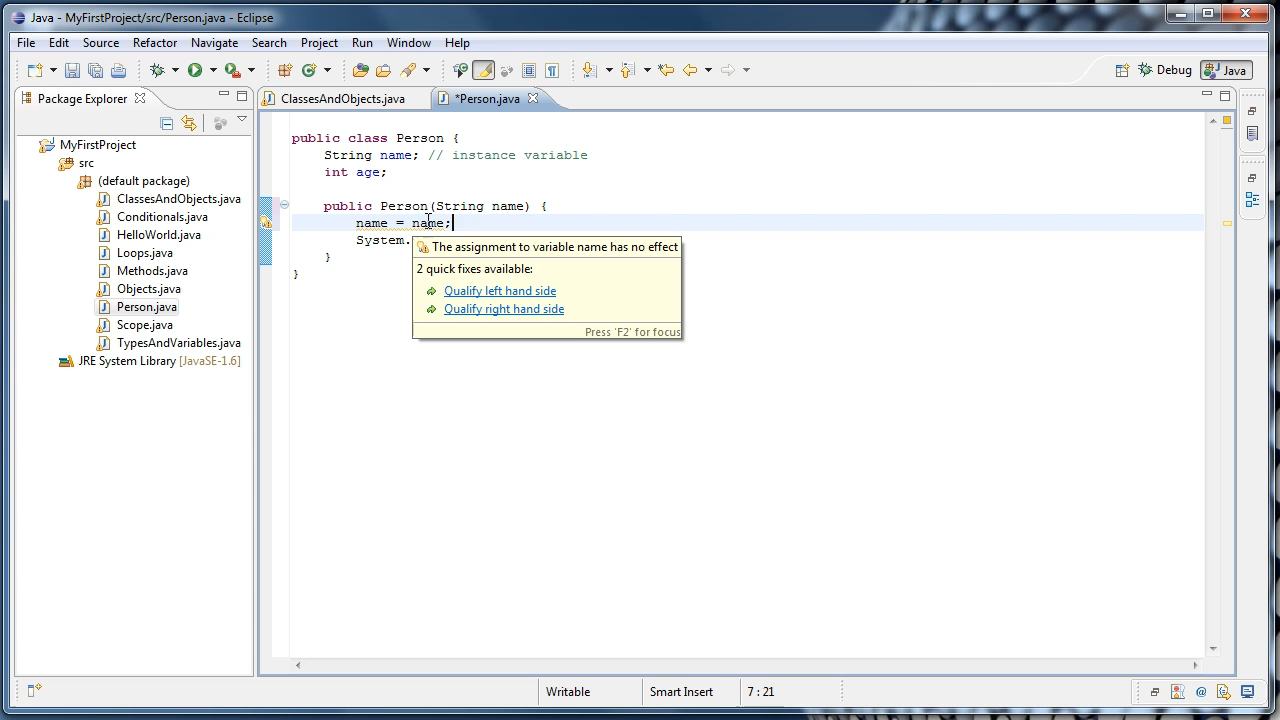 Java - MyFirstProject/src/Person.java - Eclipse
File Edit Source Refactor Navigate Search Project Run Window Help
Debug Java
Package Explorer
ClassesAndObjects.java *Person.java
MyFirstProject
src
(default package)
ClassesAndObjects.java
Conditionals.java
HelloWorld.java
Loops.java
Methods.java
Objects.java
Person.java
Scope.java
TypesAndVariables.java
JRE System Library [JavaSE-1.6]
public class Person {
String name; // instance variable
int age;
public Person(String name) {
name = name;
System.
}
}
The assignment to variable name has no effect
2 quick fixes available:
Qualify left hand side
Qualify right hand side
Press 'F2' for focus
Writable Smart Insert 7 : 21